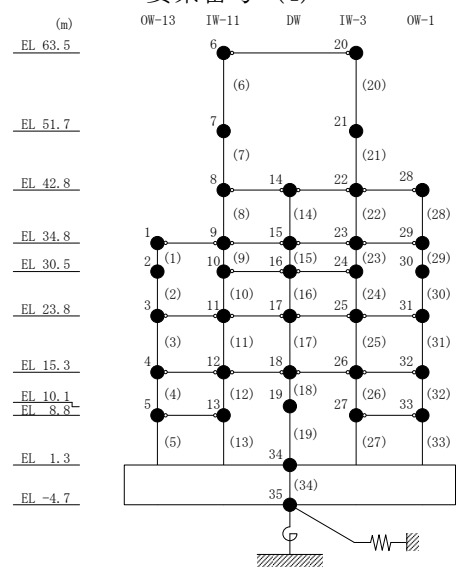 (m) OW-13 IW-11 DW IW-3 OW-1
EL 63.5 6 20
(6) (20)
EL 51.7 7 21
(7) (21)
EL 42.8 8 14 22 28
(8) (14) (22) (28)
EL 34.8 1 9 15 23 29
(1) (9) (15) (23) (29)
EL 30.5 2 10 16 24 30
(2) (10) (16) (24) (30)
EL 23.8 3 11 17 25 31
(3) (11) (17) (25) (31)
EL 15.3 4 12 18 26 32
(4) (12) (18) (26) (32)
EL 10.1 19
EL 8.8 5 13 27 33
(5) (13) (19) (27) (33)
EL 1.3 34
(34)
EL -4.7 35